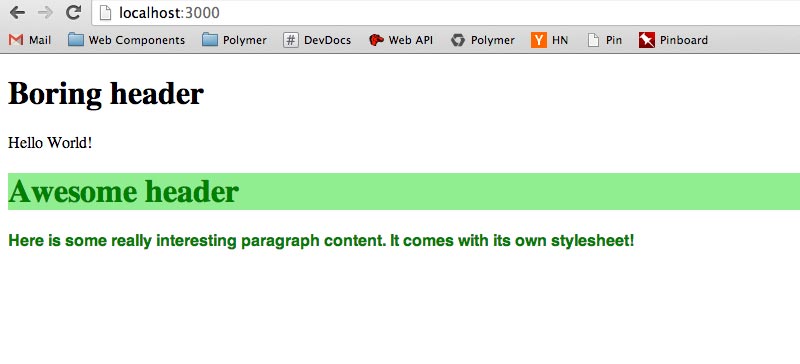 localhost:3000
Mail Web Components Polymer # DevDocs Web API Polymer Y HN Pin Pinboard
Boring header
Hello World!
Awesome header
Here is some really interesting paragraph content. It comes with its own stylesheet!